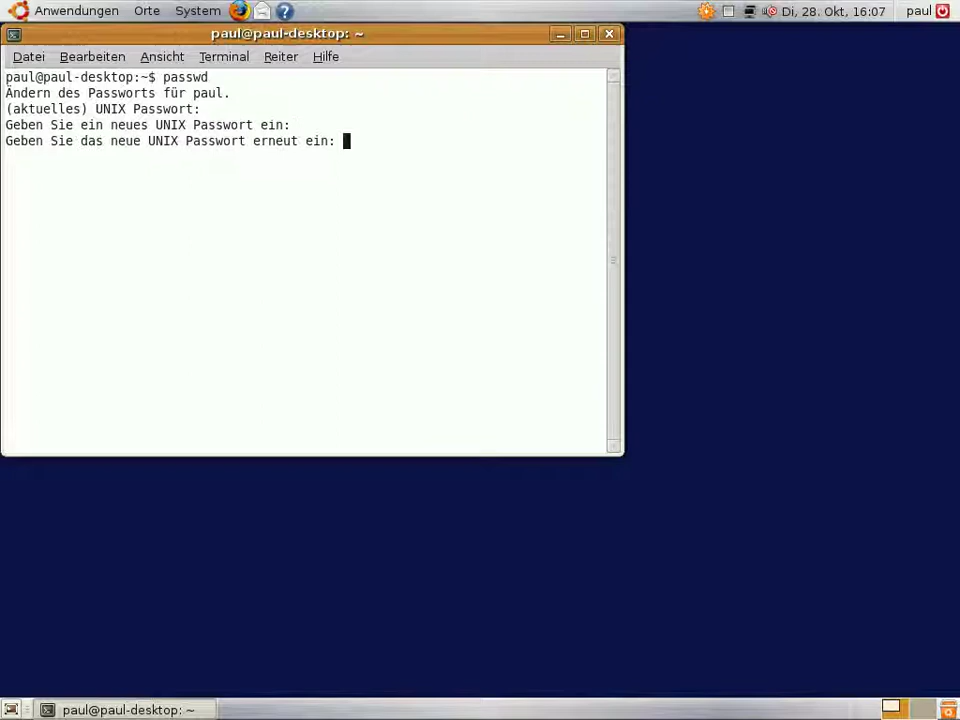 Anwendungen Orte System Di, 28. Okt, 16:07 paul
paul@paul-desktop: ~
Datei Bearbeiten Ansicht Terminal Reiter Hilfe
paul@paul-desktop:~$ passwd
Ändern des Passworts für paul.
(aktuelles) UNIX Passwort:
Geben Sie ein neues UNIX Passwort ein:
Geben Sie das neue UNIX Passwort erneut ein:
paul@paul-desktop: ~